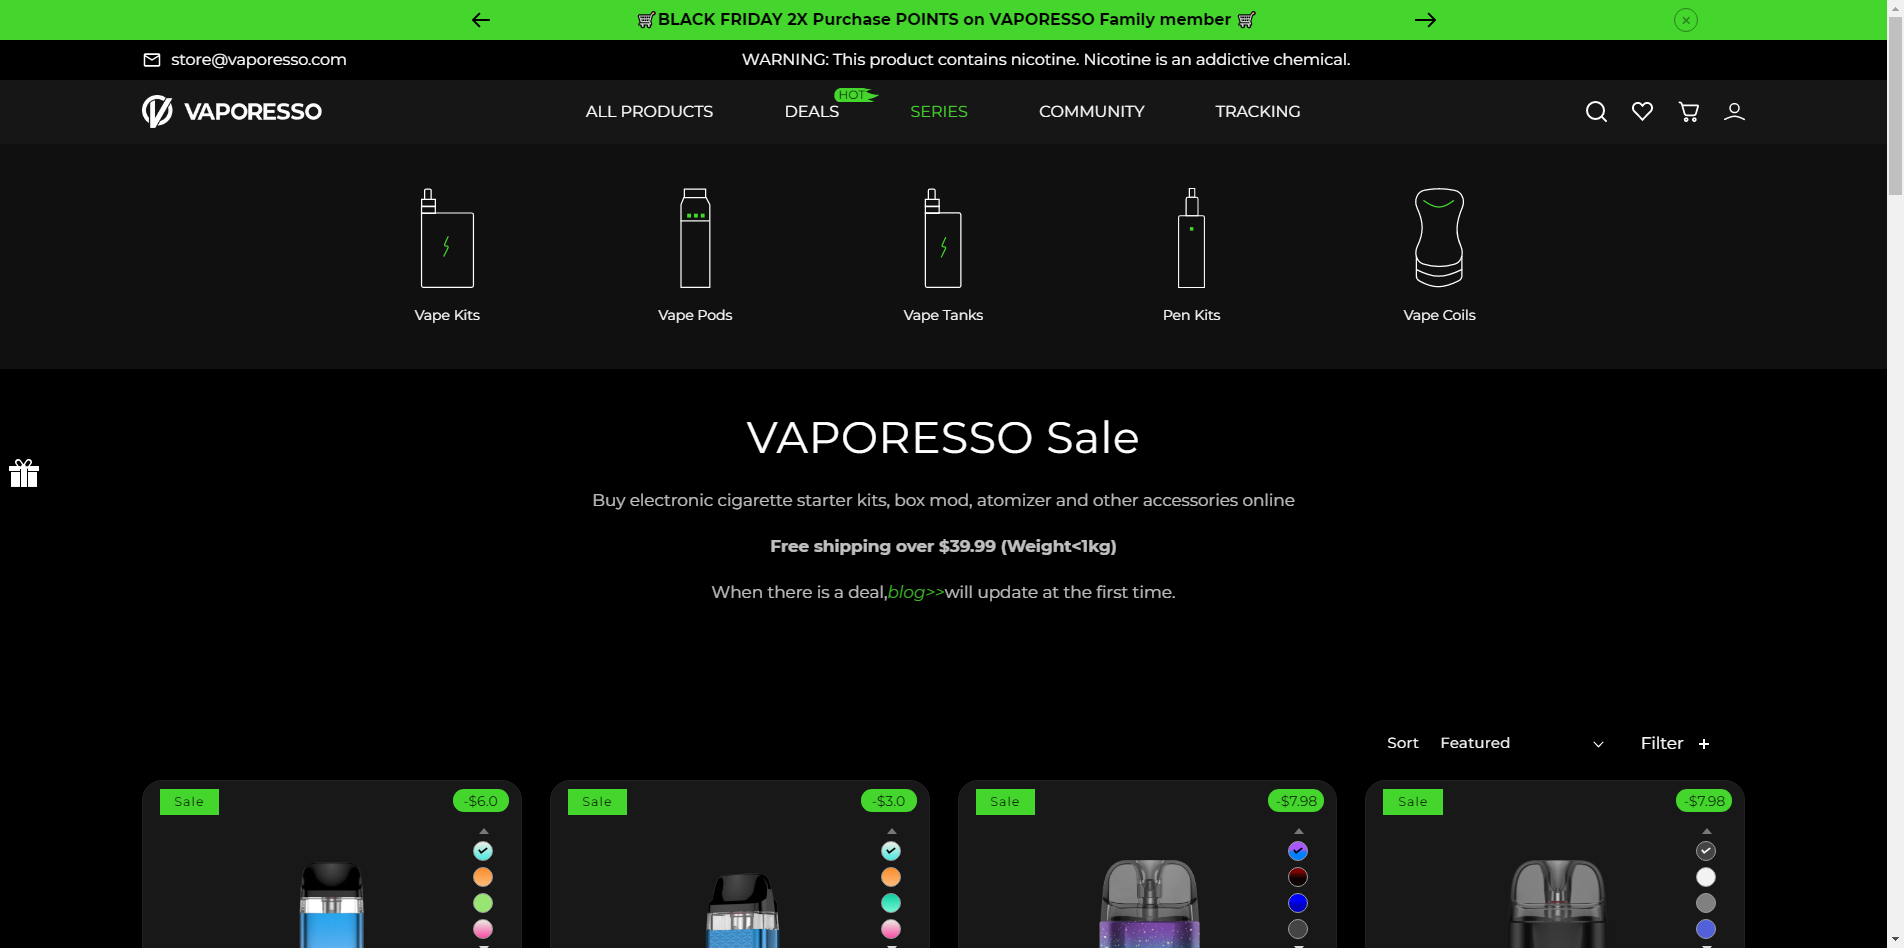 🛒BLACK FRIDAY 2X Purchase POINTS on VAPORESSO Family member 🛒
store@vaporesso.com
WARNING: This product contains nicotine. Nicotine is an addictive chemical.
VAPORESSO
ALL PRODUCTS
DEALS
HOT
SERIES
COMMUNITY
TRACKING
Vape Kits
Vape Pods
Vape Tanks
Pen Kits
Vape Coils
VAPORESSO Sale
Buy electronic cigarette starter kits, box mod, atomizer and other accessories online
Free shipping over $39.99 (Weight<1kg)
When there is a deal,blog>>will update at the first time.
Sort Featured
Filter +
Sale
-$6.0
Sale
-$3.0
Sale
-$7.98
Sale
-$7.98